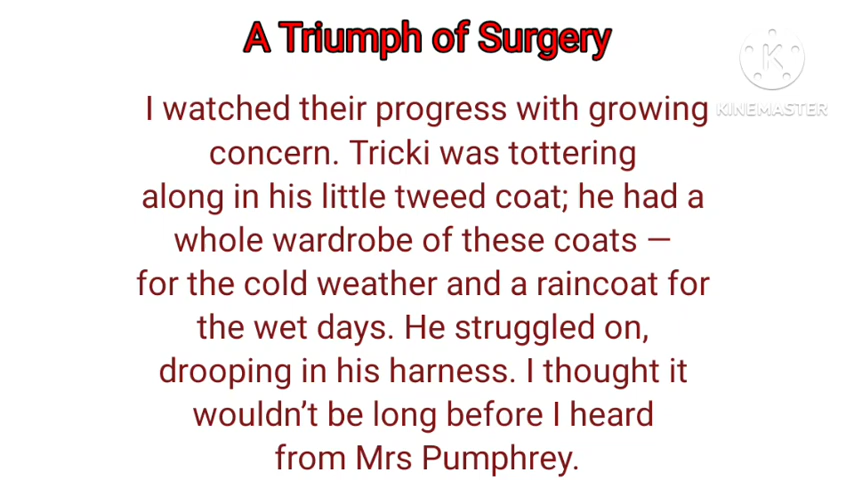 A Triumph of Surgery
KINEMASTER
I watched their progress with growing
concern. Tricki was tottering
along in his little tweed coat; he had a
whole wardrobe of these coats —
for the cold weather and a raincoat for
the wet days. He struggled on,
drooping in his harness. I thought it
wouldn’t be long before I heard
from Mrs Pumphrey.